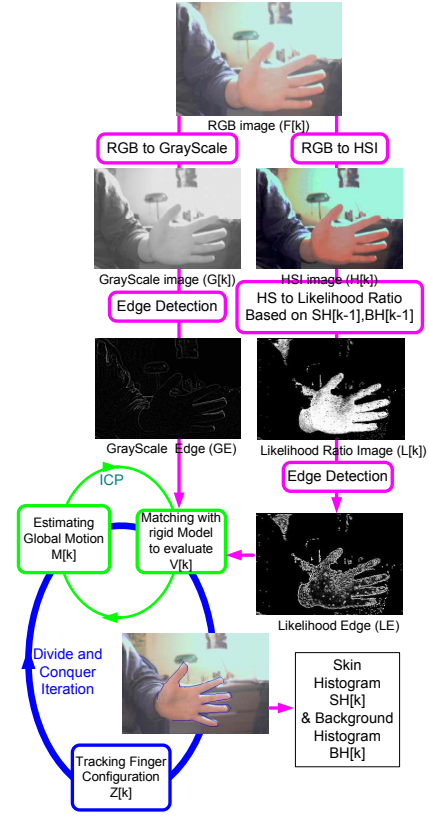 RGB image (F[k])
RGB to GrayScale
RGB to HSI
GrayScale image (G[k])
HSI image (H[k])
Edge Detection
HS to Likelihood Ratio
Based on SH[k-1],BH[k-1]
GrayScale Edge (GE)
Likelihood Ratio Image (L[k])
Edge Detection
ICP
Estimating
Global Motion
M[k]
Matching with
rigid Model
to evaluate
V[k]
Likelihood Edge (LE)
Divide and
Conquer
Iteration
Skin
Histogram
SH[k]
& Background
Histogram
BH[k]
Tracking Finger
Configuration
Z[k]